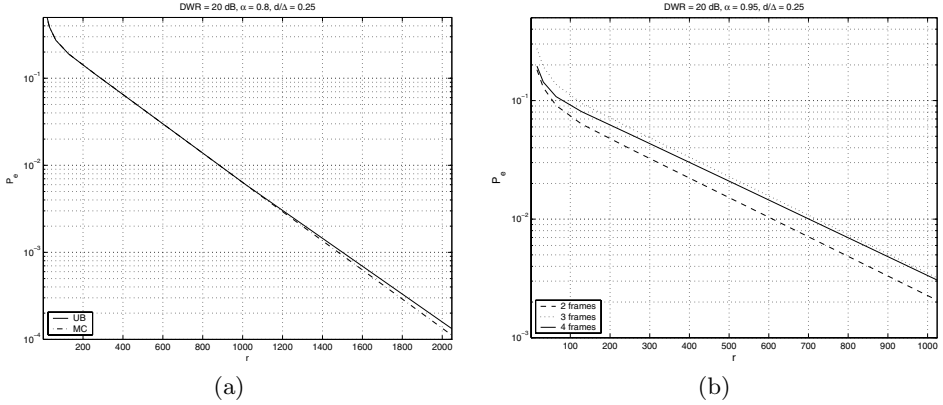 DWR = 20 dB, α = 0.8, d/Δ = 0.25
10^-1
10^-2
10^-3
10^-4
P_e
200 400 600 800 1000 1200 1400 1600 1800 2000
r
UB
MC
(a)
DWR = 20 dB, α = 0.95, d/Δ = 0.25
10^-1
10^-2
10^-3
P_e
100 200 300 400 500 600 700 800 900 1000
r
2 frames
3 frames
4 frames
(b)